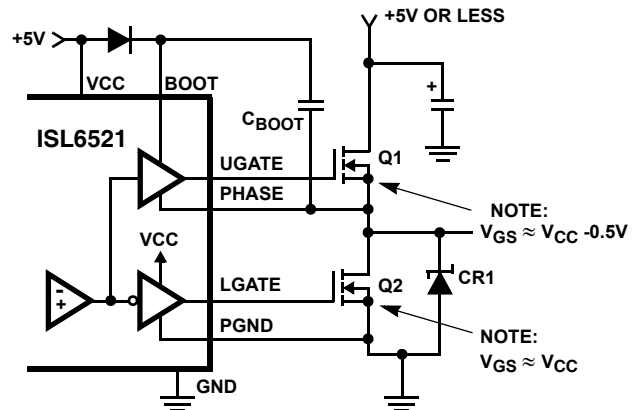 +5V OR LESS
+5V
VCC BOOT
+
CBOOT
ISL6521
UGATE
Q1
PHASE
NOTE:
VGS ≈ VCC -0.5V
VCC
LGATE
Q2
CR1
-
+
PGND
NOTE:
VGS ≈ VCC
GND